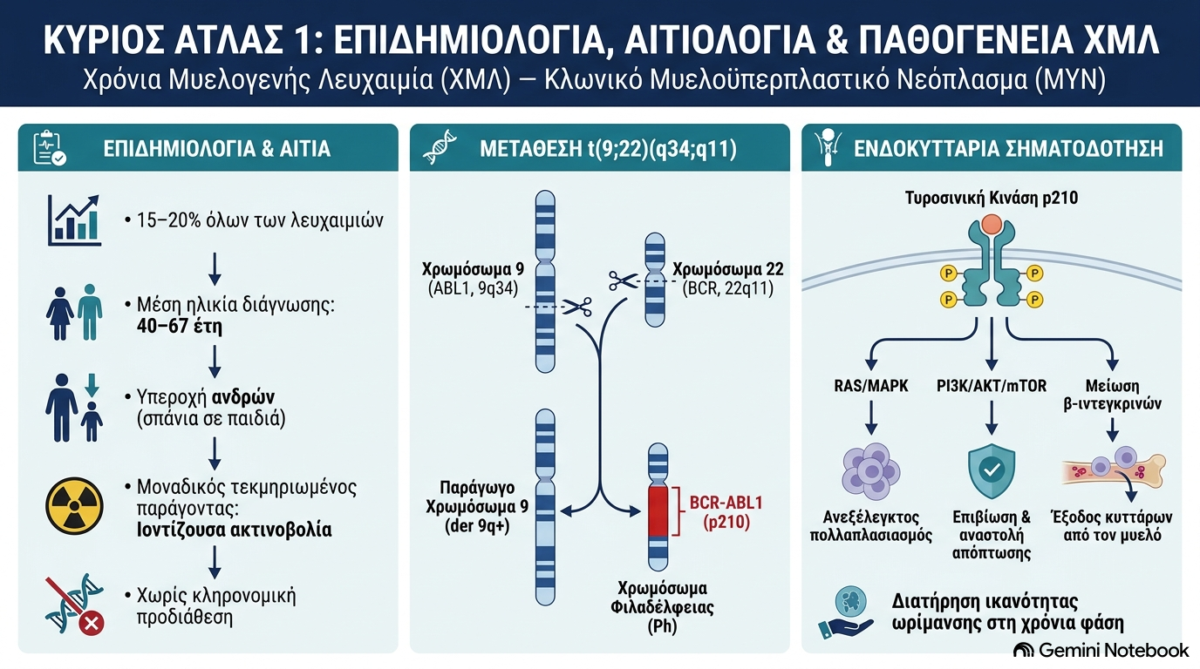 ΚΥΡΙΟΣ ΑΤΛΑΣ 1: ΕΠΙΔΗΜΙΟΛΟΓΙΑ, ΑΙΤΙΟΛΟΓΙΑ & ΠΑΘΟΓΕΝΕΙΑ ΧΜΛ
Χρόνια Μυελογενής Λευχαιμία (ΧΜΛ) — Κλωνικό Μυελοϋπερπλαστικό Νεόπλασμα (ΜΥΝ)
ΕΠΙΔΗΜΙΟΛΟΓΙΑ & ΑΙΤΙΑ
• 15–20% όλων των λευχαιμιών
• Μέση ηλικία διάγνωσης:
40–67 έτη
• Υπεροχή ανδρών
(σπάνια σε παιδιά)
• Μοναδικός τεκμηριωμένος
παράγοντας:
Ιοντίζουσα ακτινοβολία
• Χωρίς κληρονομική
προδιάθεση
ΜΕΤΑΘΕΣΗ t(9;22)(q34;q11)
Χρωμόσωμα 9
(ABL1, 9q34)
Χρωμόσωμα 22
(BCR, 22q11)
Παράγωγο
Χρωμόσωμα 9
(der 9q+)
BCR-ABL1
(p210)
Χρωμόσωμα
Φιλαδέλφειας
(Ph)
ΕΝΔΟΚΥΤΤΑΡΙΑ ΣΗΜΑΤΟΔΟΤΗΣΗ
Τυροσινική Κινάση p210
P
P
P
P
RAS/MAPK
PI3K/AKT/mTOR
Μείωση
β-ιντεγκρινών
Ανεξέλεγκτος
πολλαπλασιασμός
Επιβίωση &
αναστολή
απόπτωσης
Έξοδος κυττάρων
από τον μυελό
Διατήρηση ικανότητας
ωρίμανσης στη χρόνια φάση
Gemini Notebook